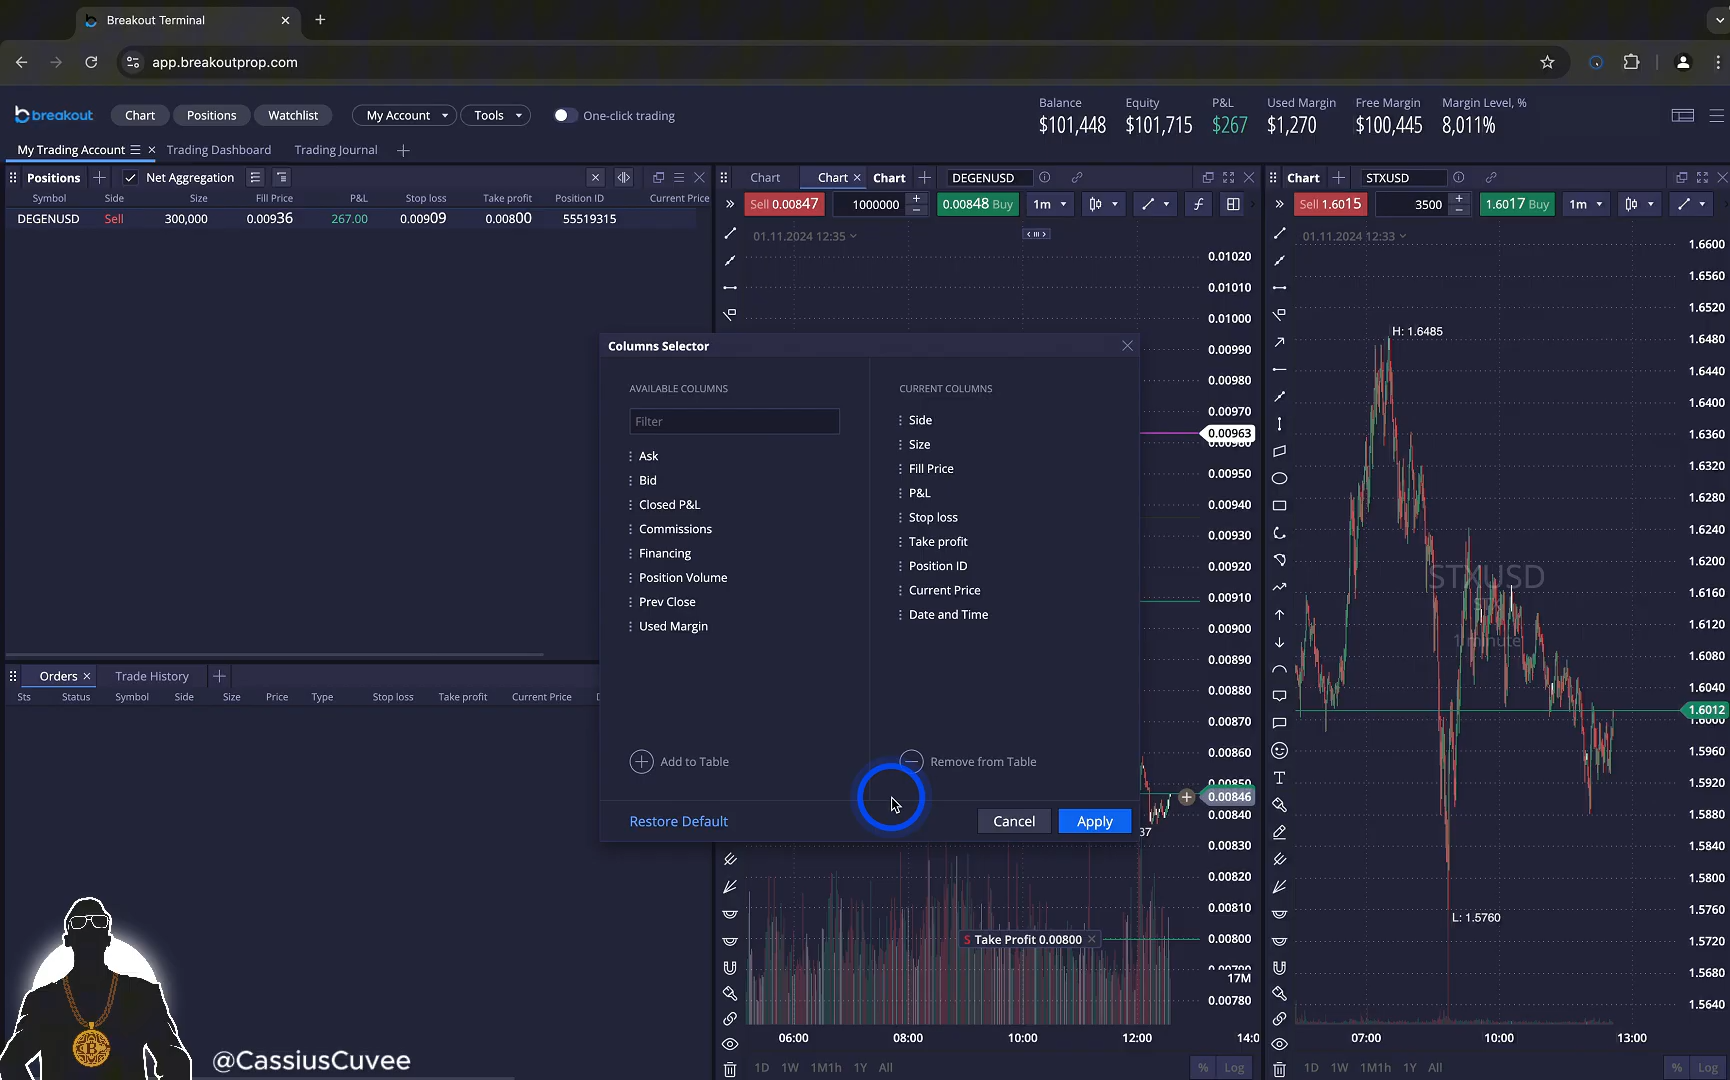 Breakout Terminal
app.breakoutprop.com
breakout
Chart
Positions
Watchlist
My Account
Tools
One-click trading
Balance
$101,448
Equity
$101,715
P&L
$267
Used Margin
$1,270
Free Margin
$100,445
Margin Level, %
8,011%
My Trading Account
Trading Dashboard
Trading Journal
Positions
Net Aggregation
Symbol Side Size Fill Price P&L Stop loss Take profit Position ID Current Price
DEGENUSD Sell 300,000 0.00936 267.00 0.00909 0.00800 55519315
Orders
Trade History
Sts Status Symbol Side Size Price Type Stop loss Take profit Current Price
@CassiusCuvee
Columns Selector
AVAILABLE COLUMNS
Filter
Ask
Bid
Closed P&L
Commissions
Financing
Position Volume
Prev Close
Used Margin
Add to Table
Restore Default
CURRENT COLUMNS
Side
Size
Fill Price
P&L
Stop loss
Take profit
Position ID
Current Price
Date and Time
Remove from Table
Cancel
Apply
Chart
Chart
Chart
DEGENUSD
Sell 0.00847
1000000
0.00848 Buy
1m
01.11.2024 12:35
0.01020
0.01010
0.01000
0.00990
0.00980
0.00970
0.00963
0.00950
0.00940
0.00930
0.00920
0.00910
0.00900
0.00890
0.00880
0.00870
0.00860
0.00850
0.00846
0.00840
37
0.00830
0.00820
0.00810
S Take Profit 0.00800
0.00800
17M
0.00780
06:00 08:00 10:00 12:00 14:0
1D 1W 1M1h 1Y All
% Log
Chart
STXUSD
Sell 1.6015
3500
1.6017 Buy
1m
01.11.2024 12:33
H: 1.6485
STXUSD
1 minute
L: 1.5760
1.6600
1.6560
1.6520
1.6480
1.6440
1.6400
1.6360
1.6320
1.6280
1.6240
1.6200
1.6160
1.6120
1.6080
1.6040
1.6012
1.6000
1.5960
1.5920
1.5880
1.5840
1.5800
1.5760
1.5720
1.5680
1.5640
07:00 10:00 13:00
1D 1W 1M1h 1Y All
% Log